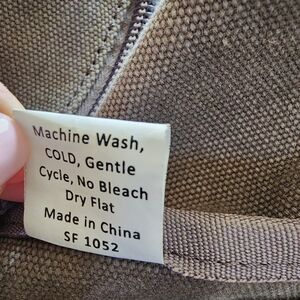 Machine Wash,
COLD, Gentle
Cycle, No Bleach
Dry Flat
Made in China
SF 1052